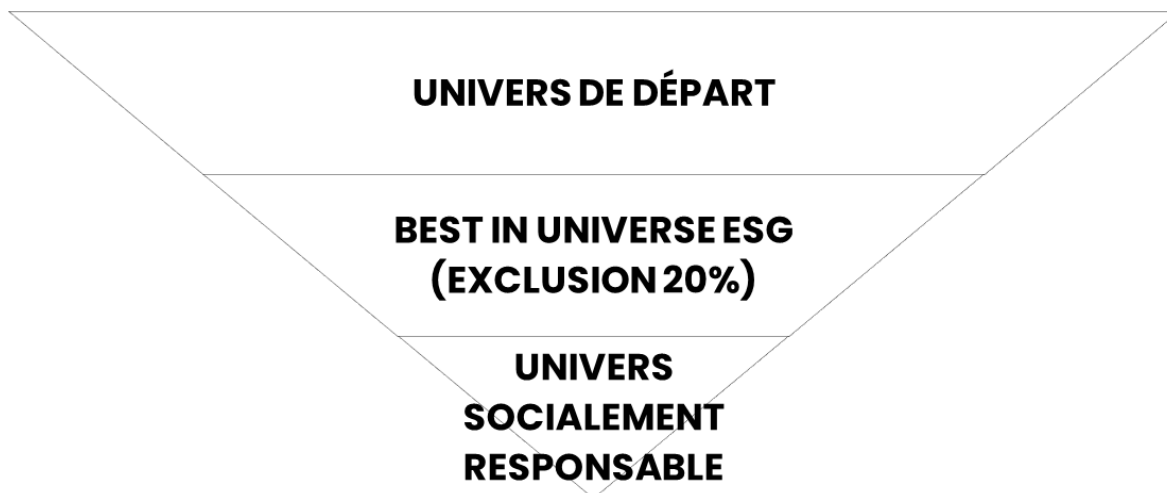 UNIVERS DE DÉPART
BEST IN UNIVERSE ESG
(EXCLUSION 20%)
UNIVERS
SOCIALEMENT
RESPONSABLE